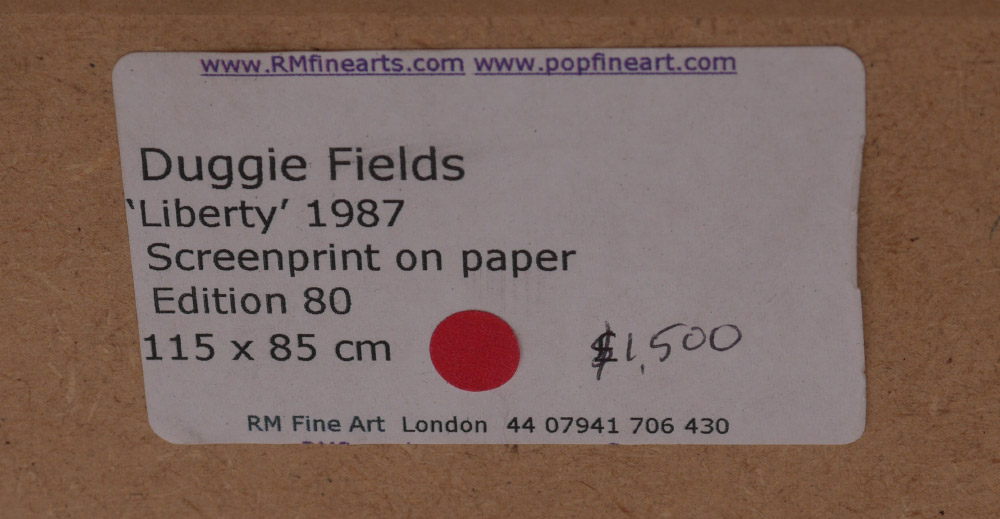 www.RMfinearts.com www.popfineart.com
Duggie Fields
‘Liberty’ 1987
Screenprint on paper
Edition 80
115 x 85 cm
$1,500
RM Fine Art London 44 07941 706 430